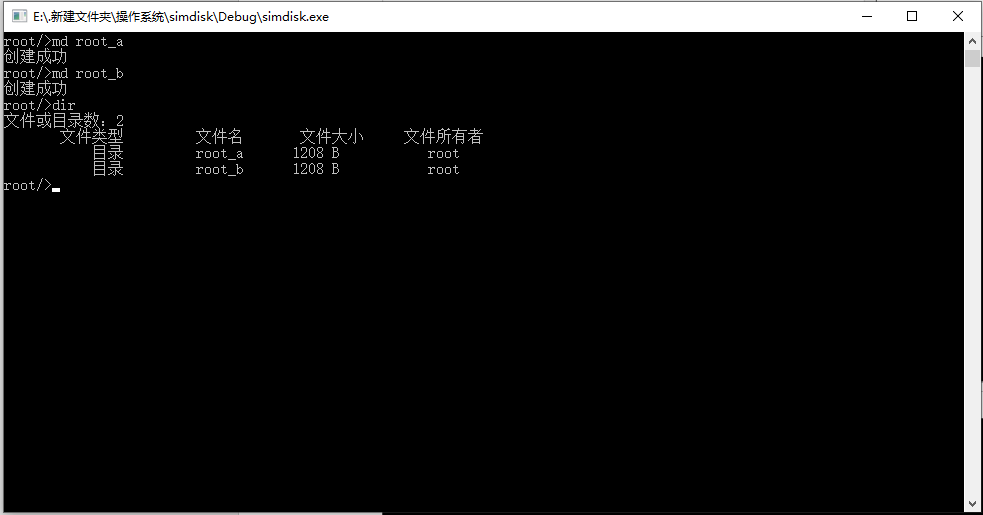 E:\.新建文件夹\操作系统\simdisk\Debug\simdisk.exe
root/>md root_a
创建成功
root/>md root_b
创建成功
root/>dir
文件或目录数：2
文件类型 文件名 文件大小 文件所有者
目录 root_a 1208 B root
目录 root_b 1208 B root
root/>